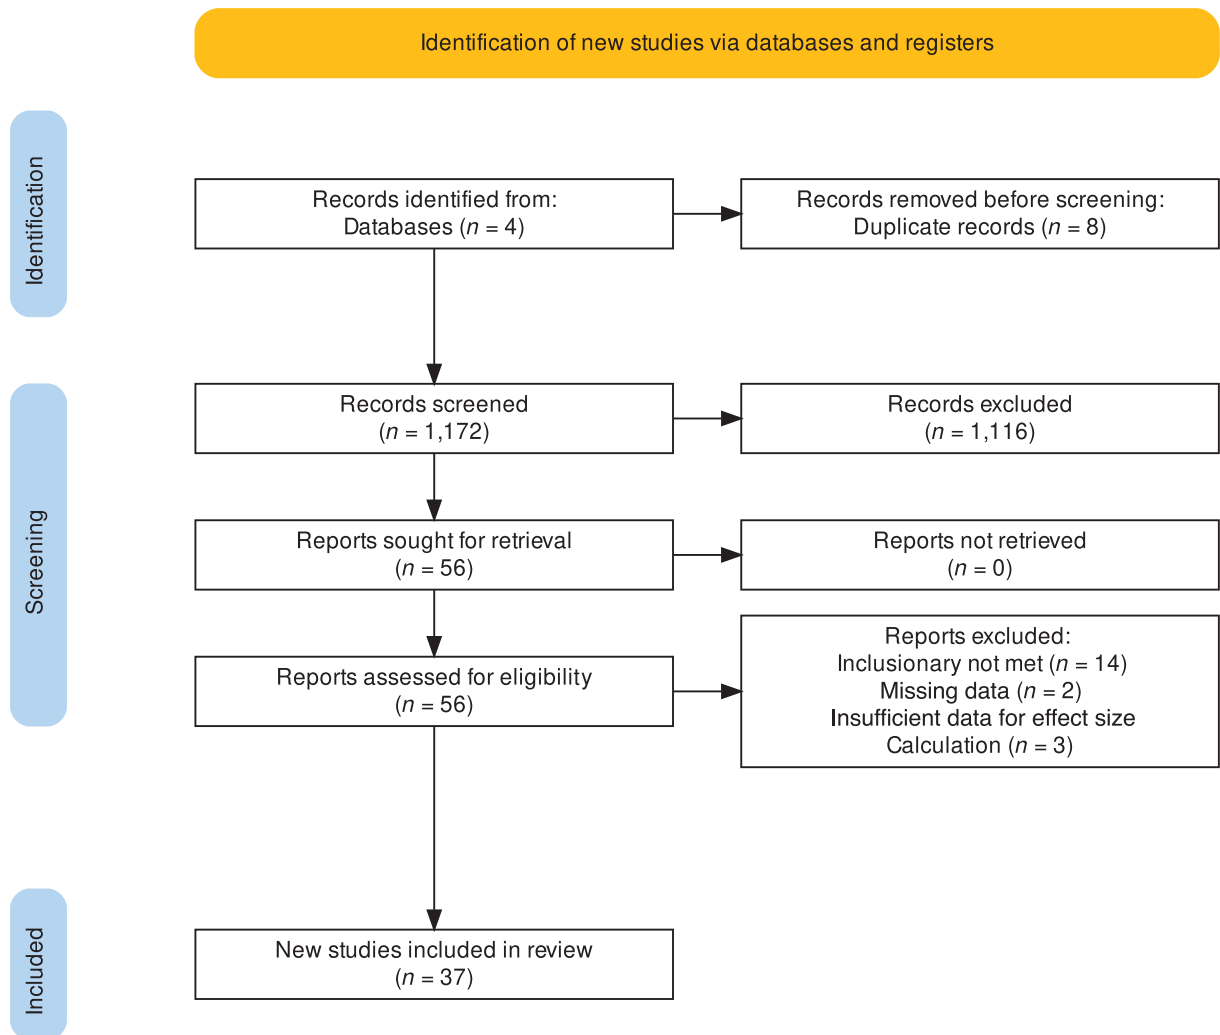 Identification of new studies via databases and registers
Identification
Records identified from:
Databases (n = 4)
Records removed before screening:
Duplicate records (n = 8)
Screening
Records screened
(n = 1,172)
Records excluded
(n = 1,116)
Reports sought for retrieval
(n = 56)
Reports not retrieved
(n = 0)
Reports assessed for eligibility
(n = 56)
Reports excluded:
Inclusionary not met (n = 14)
Missing data (n = 2)
Insufficient data for effect size
Calculation (n = 3)
Included
New studies included in review
(n = 37)